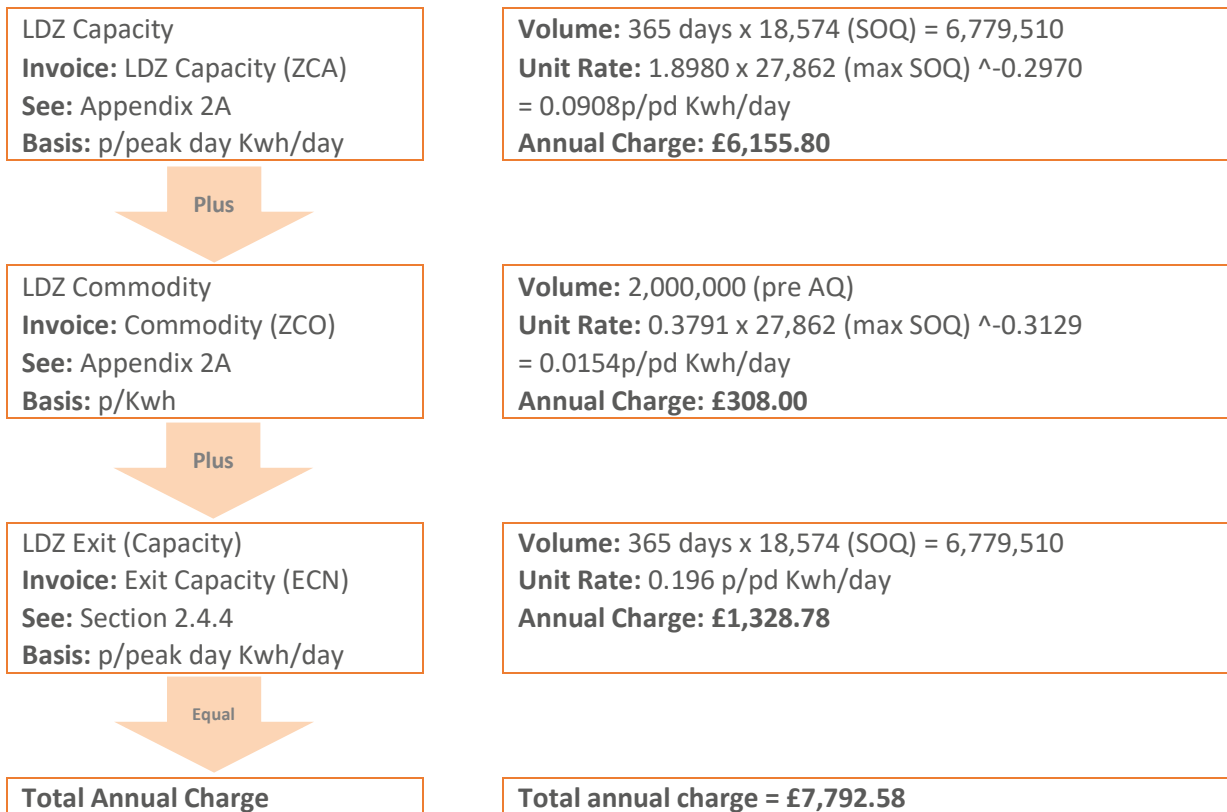 LDZ Capacity
Invoice: LDZ Capacity (ZCA)
See: Appendix 2A
Basis: p/peak day Kwh/day
Volume: 365 days x 18,574 (SOQ) = 6,779,510
Unit Rate: 1.8980 x 27,862 (max SOQ) ^-0.2970
= 0.0908p/pd Kwh/day
Annual Charge: £6,155.80
Plus
LDZ Commodity
Invoice: Commodity (ZCO)
See: Appendix 2A
Basis: p/Kwh
Volume: 2,000,000 (pre AQ)
Unit Rate: 0.3791 x 27,862 (max SOQ) ^-0.3129
= 0.0154p/pd Kwh/day
Annual Charge: £308.00
Plus
LDZ Exit (Capacity)
Invoice: Exit Capacity (ECN)
See: Section 2.4.4
Basis: p/peak day Kwh/day
Volume: 365 days x 18,574 (SOQ) = 6,779,510
Unit Rate: 0.196 p/pd Kwh/day
Annual Charge: £1,328.78
Equal
Total Annual Charge
Total annual charge = £7,792.58